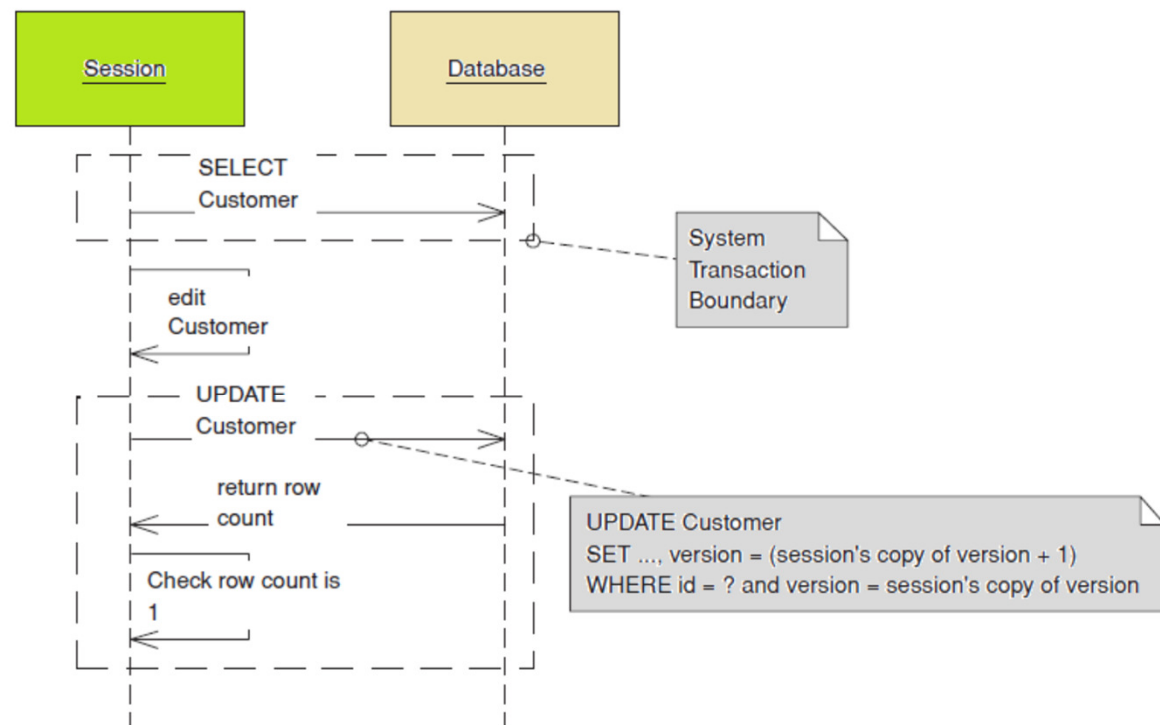 Session
Database
SELECT
Customer
System
Transaction
Boundary
edit
Customer
UPDATE
Customer
return row
count
UPDATE Customer
SET ..., version = (session's copy of version + 1)
WHERE id = ? and version = session's copy of version
Check row count is
1